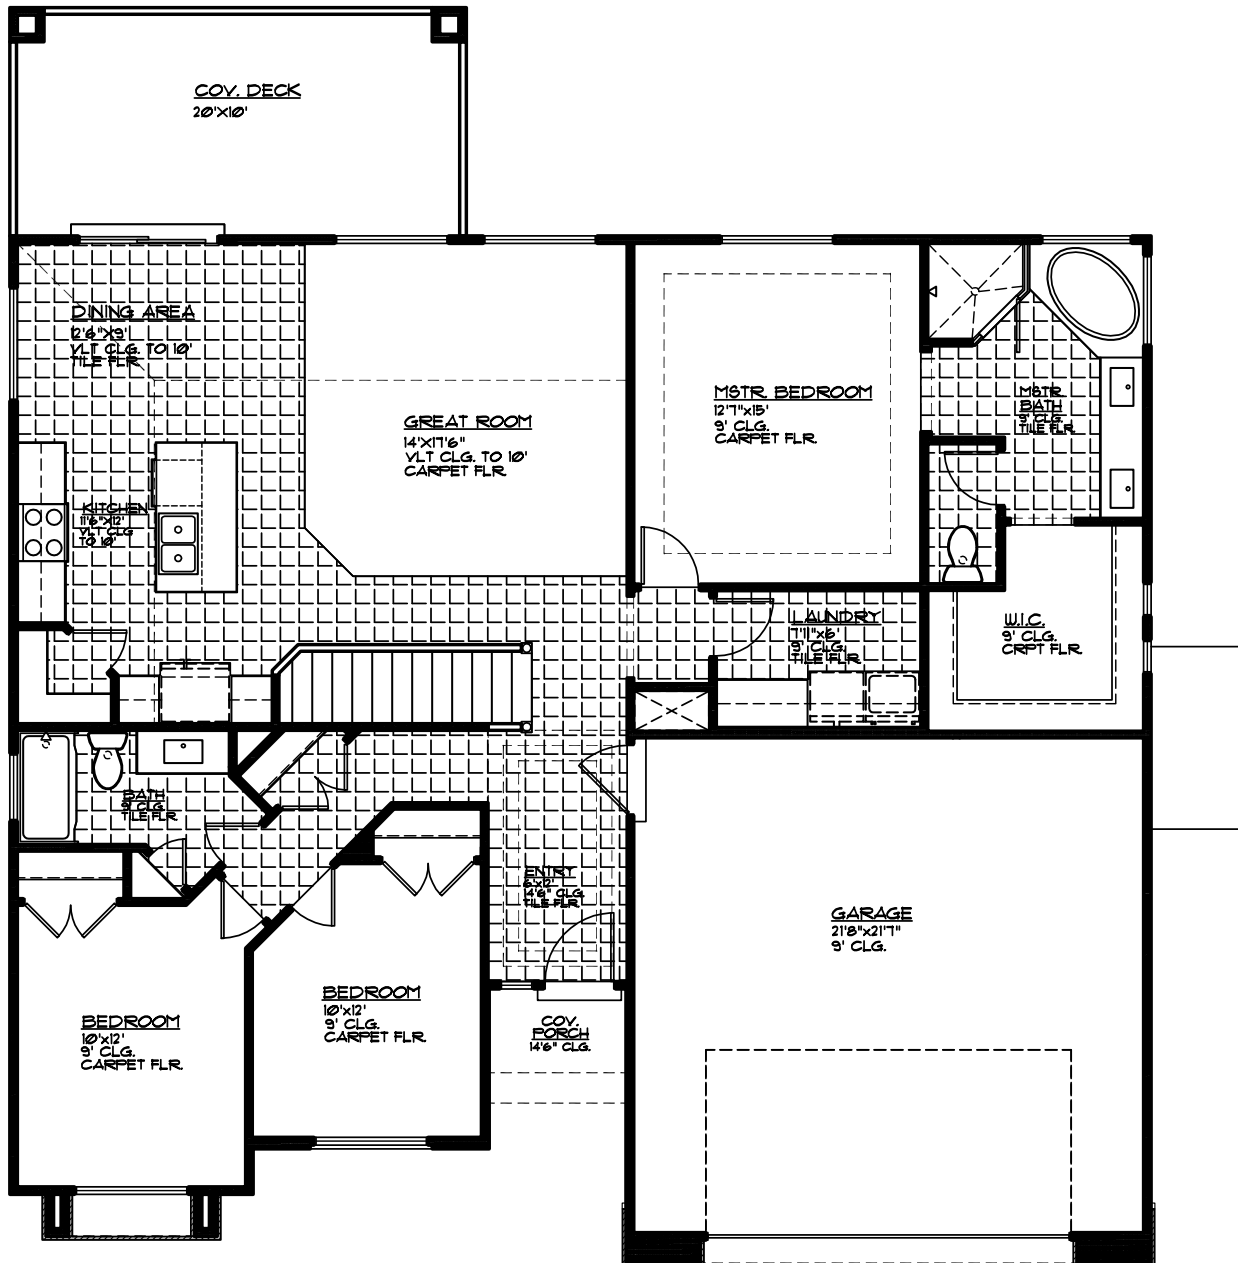 COV. DECK
20'X10'
DINING AREA
12'6"X9'
VLT CLG. TO 10'
TILE FLR.
GREAT ROOM
14'X17'6"
VLT CLG. TO 10'
CARPET FLR.
MSTR. BEDROOM
12'7"x15'
9' CLG.
CARPET FLR.
MSTR.
BATH
9' CLG.
TILE FLR.
KITCHEN
11'6"X12'
VLT CLG
TO 10'
LAUNDRY
7'11"x6'
9' CLG.
TILE FLR.
W.I.C.
9' CLG.
CRPT FLR.
BATH
9' CLG.
TILE FLR.
ENTRY
6'x12'
14'6" CLG.
TILE FLR.
GARAGE
21'8"x21'7"
9' CLG.
BEDROOM
10'x12'
9' CLG.
CARPET FLR.
BEDROOM
10'x12'
9' CLG.
CARPET FLR.
COV.
PORCH
14'6" CLG.